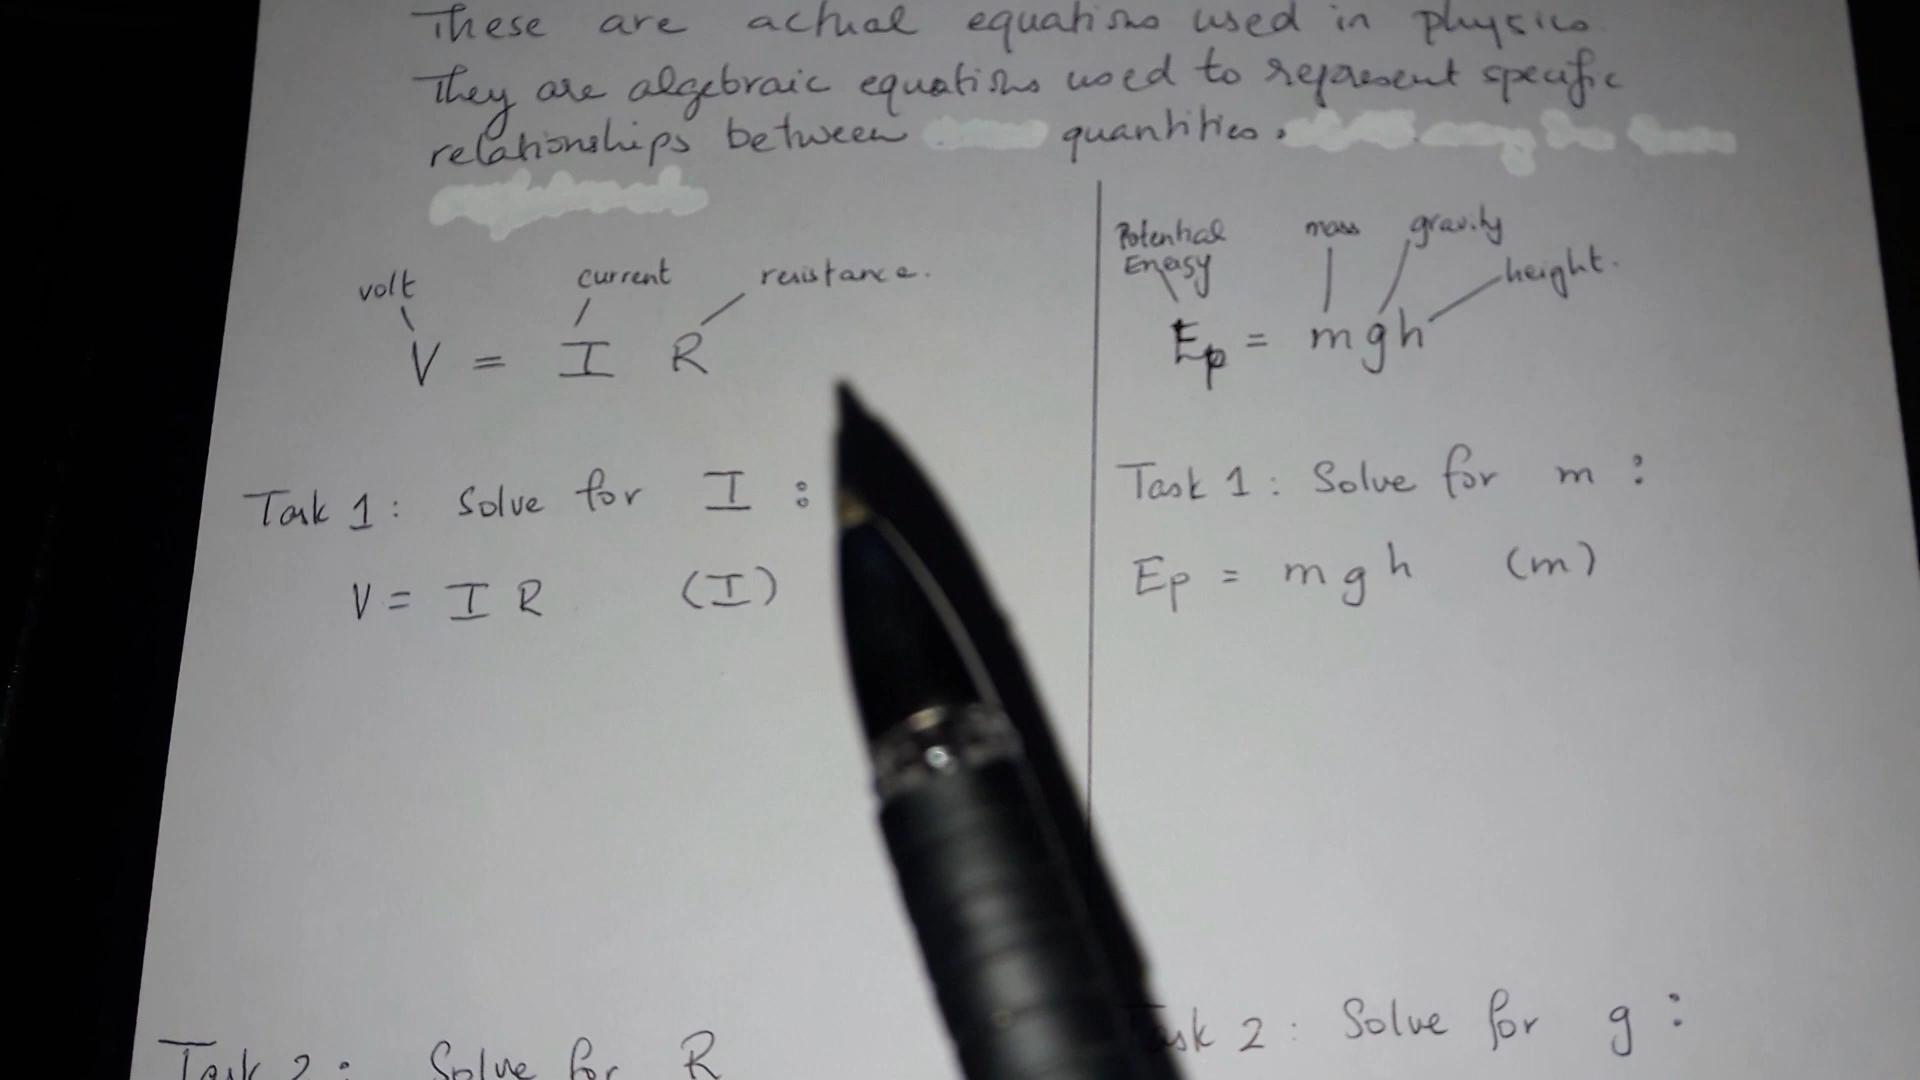 These are actual equations used in physics.
They are algebraic equations used to represent specific
relationships between quantities.
volt current resistance.
V = I R
Task 1: Solve for I :
V = I R (I)
Task 2: Solve for R
Potential Energy mass gravity height.
Ep = mgh
Task 1: Solve for m :
Ep = mgh (m)
Task 2: Solve for g :